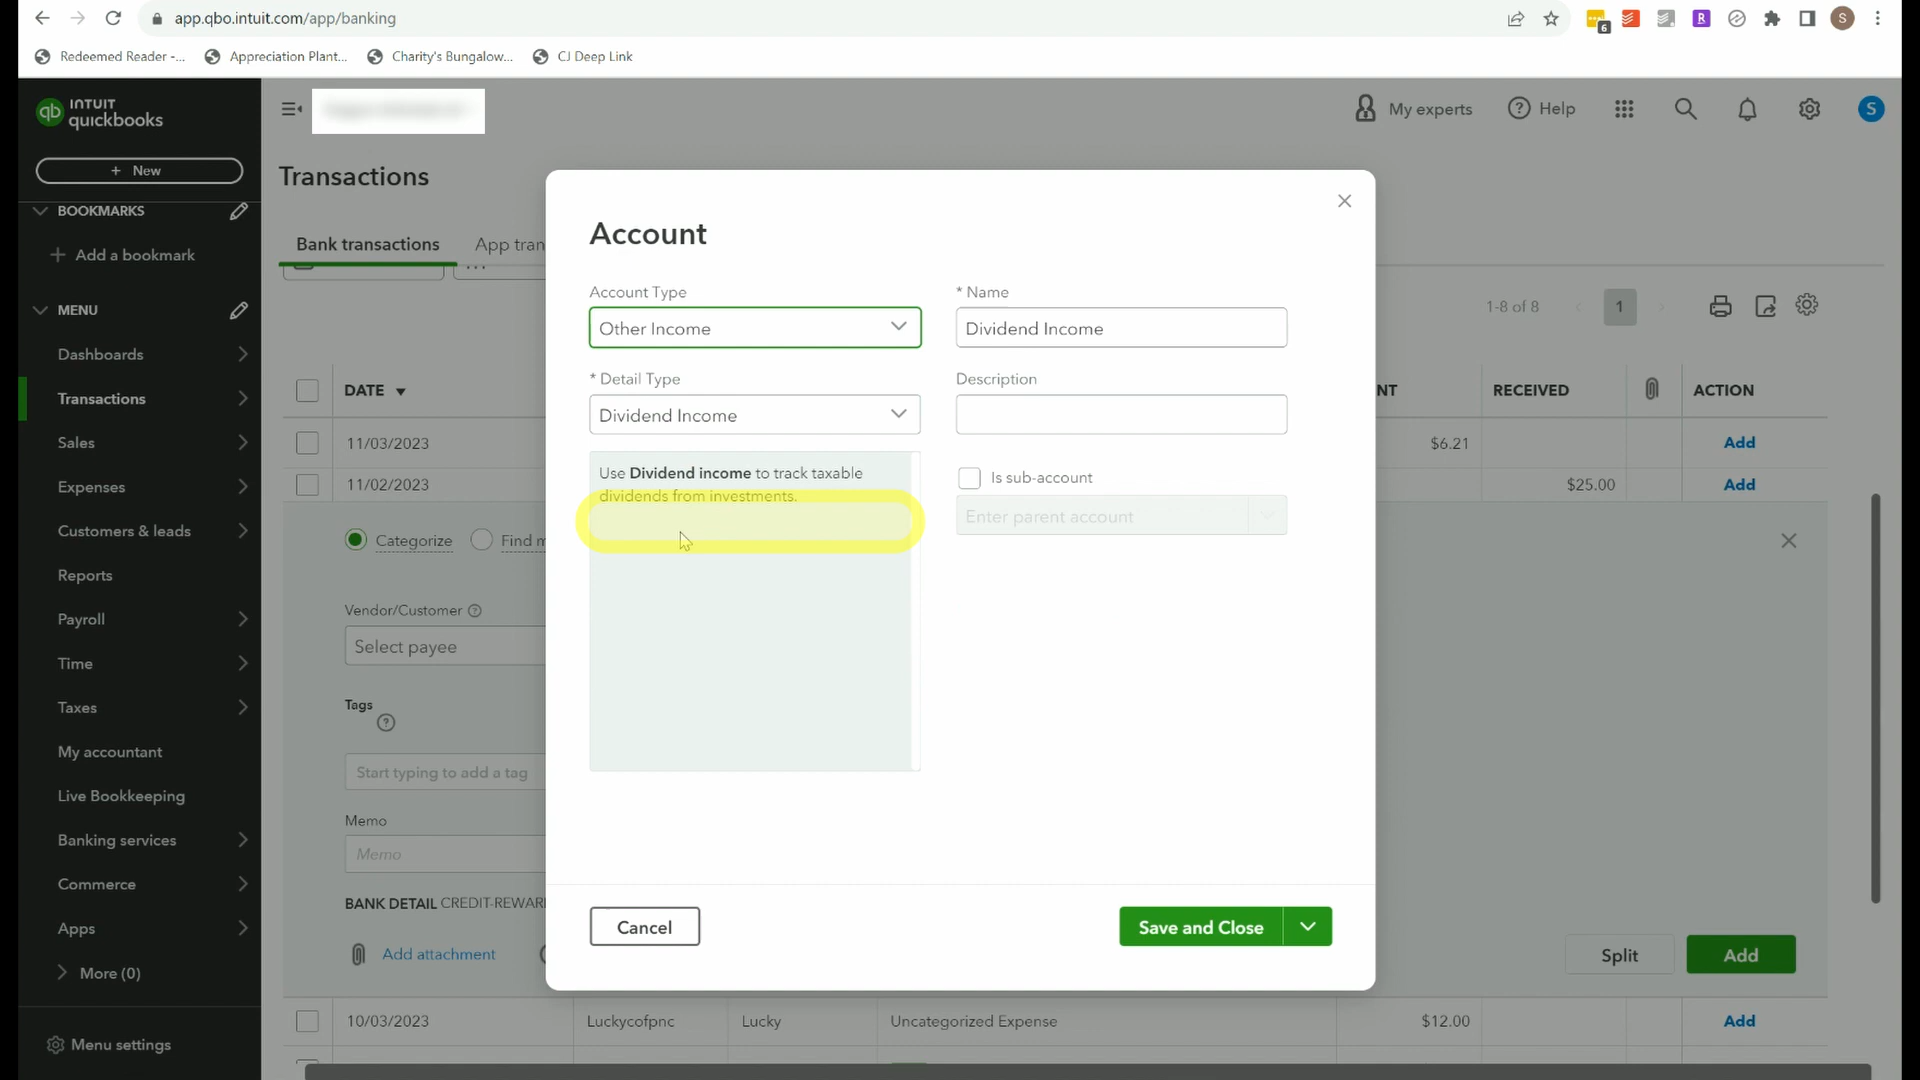 app.qbo.intuit.com/app/banking
6
R
S
Redeemed Reader -...
Appreciation Plant...
Charity's Bungalow...
CJ Deep Link
qb INTUIT quickbooks
My experts
Help
S
+ New
BOOKMARKS
+ Add a bookmark
MENU
Dashboards
Transactions
Sales
Expenses
Customers & leads
Reports
Payroll
Time
Taxes
My accountant
Live Bookkeeping
Banking services
Commerce
Apps
More (0)
Menu settings
Transactions
Bank transactions
App tran
1-8 of 8
1
DATE
NT
RECEIVED
ACTION
11/03/2023
$6.21
Add
11/02/2023
$25.00
Add
Categorize
Find m
Vendor/Customer
Select payee
Tags
Start typing to add a tag
Memo
Memo
BANK DETAIL CREDIT-REWAR
Add attachment
Split
Add
10/03/2023
Luckycofpnc
Lucky
Uncategorized Expense
$12.00
Add
Account
Account Type
Other Income
* Name
Dividend Income
* Detail Type
Dividend Income
Description
Use Dividend income to track taxable
dividends from investments.
Is sub-account
Enter parent account
Cancel
Save and Close